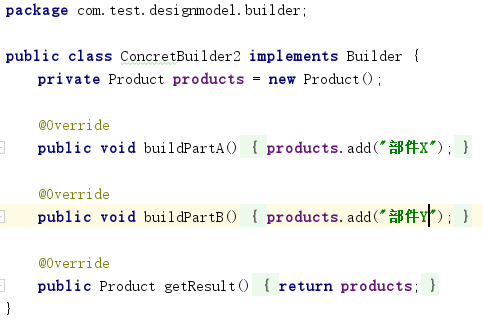 package com.test.designmodel.builder;
public class ConcretBuilder2 implements Builder {
private Product products = new Product();
@Override
public void buildPartA() { products.add("部件X"); }
@Override
public void buildPartB() { products.add("部件Y"); }
@Override
public Product getResult() { return products; }
}